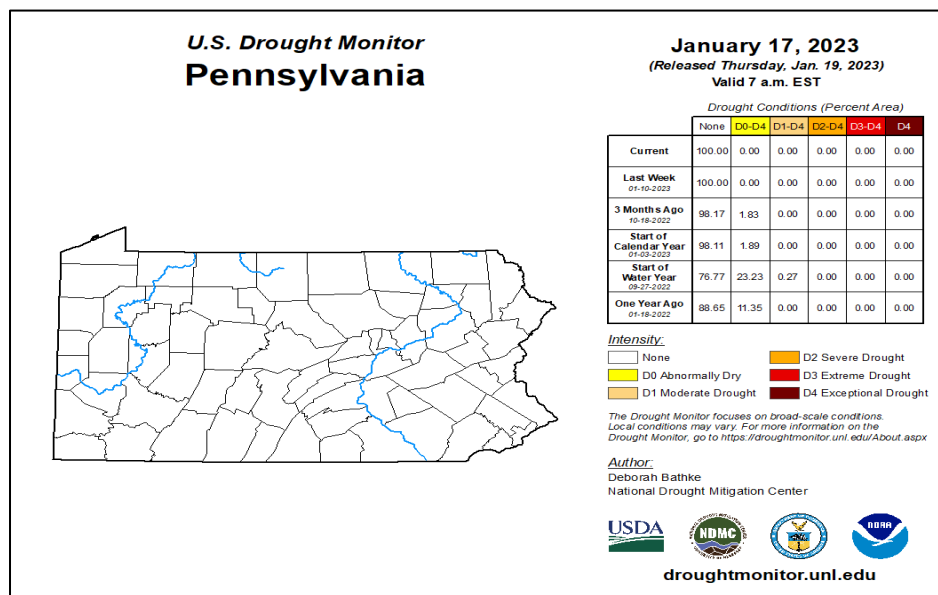 U.S. Drought Monitor
Pennsylvania
January 17, 2023
(Released Thursday, Jan. 19, 2023)
Valid 7 a.m. EST
Drought Conditions (Percent Area)
None D0-D4 D1-D4 D2-D4 D3-D4 D4
Current 100.00 0.00 0.00 0.00 0.00 0.00
Last Week
01-10-2023 100.00 0.00 0.00 0.00 0.00 0.00
3 Months Ago
10-18-2022 98.17 1.83 0.00 0.00 0.00 0.00
Start of
Calendar Year
01-03-2023 98.11 1.89 0.00 0.00 0.00 0.00
Start of
Water Year
09-27-2022 76.77 23.23 0.27 0.00 0.00 0.00
One Year Ago
01-18-2022 88.65 11.35 0.00 0.00 0.00 0.00
Intensity:
None
D0 Abnormally Dry
D1 Moderate Drought
D2 Severe Drought
D3 Extreme Drought
D4 Exceptional Drought
The Drought Monitor focuses on broad-scale conditions.
Local conditions may vary. For more information on the
Drought Monitor, go to https://droughtmonitor.unl.edu/About.aspx
Author:
Deborah Bathke
National Drought Mitigation Center
USDA
NDMC
NOAA
droughtmonitor.unl.edu